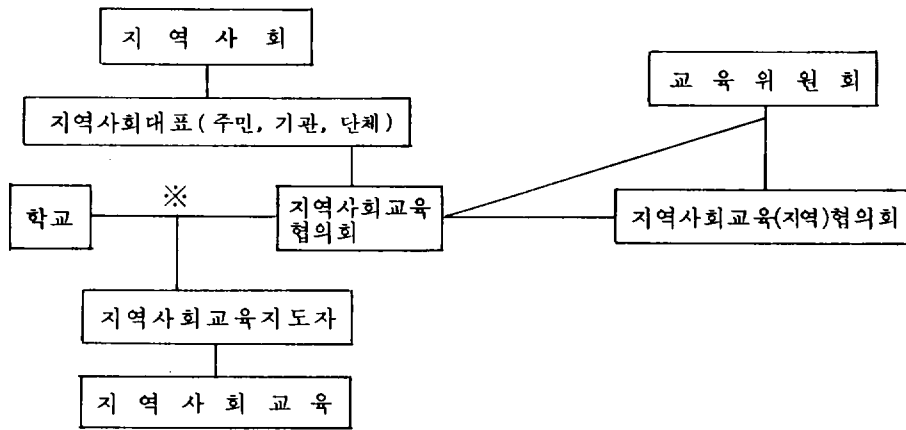 지 역 사 회
교 육 위 원 회
지역사회대표 ( 주민, 기관, 단체 )
※
학교
지역사회교육
협의회
지역사회교육(지역)협의회
지역사회교육지도자
지 역 사 회 교 육